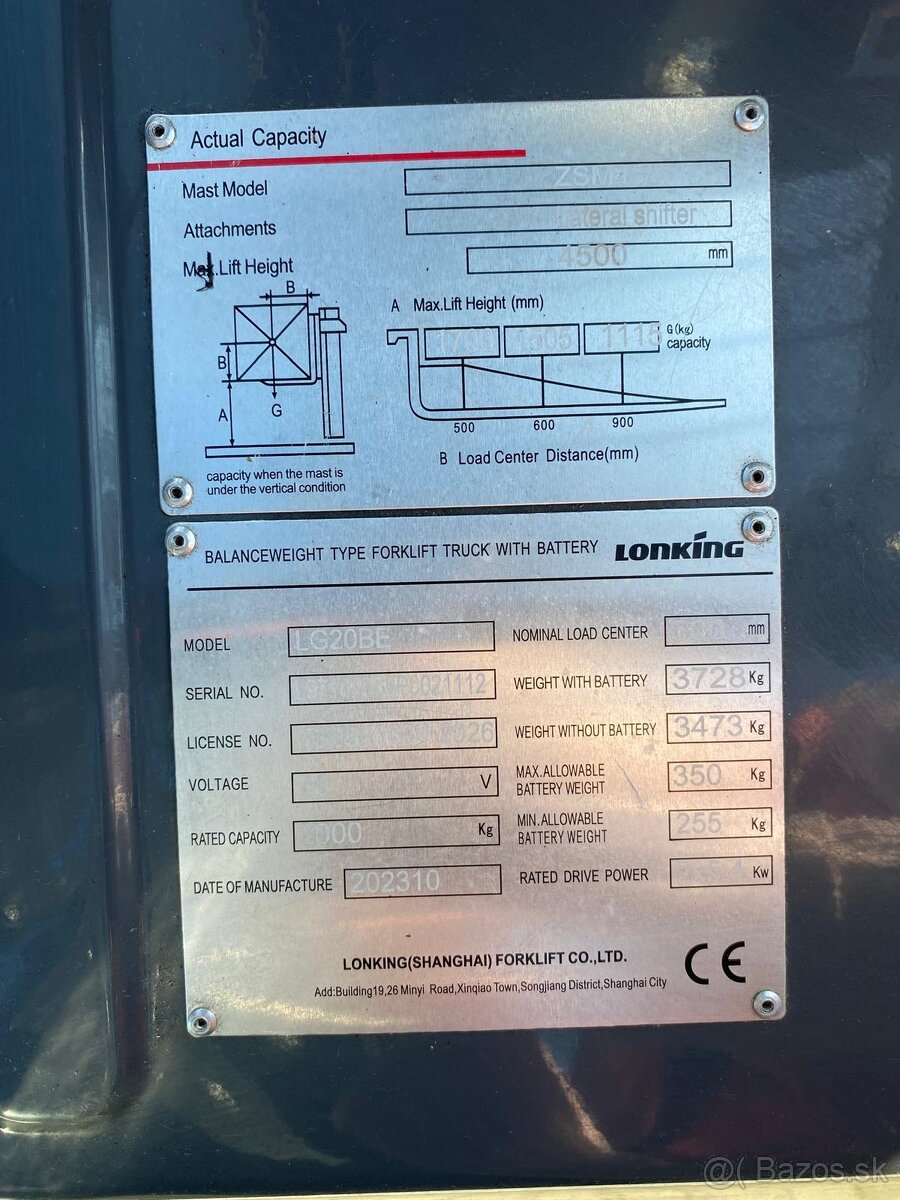 Actual Capacity
Mast Model ZSM
Attachments Lateral shifter
Max.Lift Height 4500 mm
B
A Max.Lift Height (mm)
1700 1505 1115 G(kg) capacity
B
A
G
500 600 900
B Load Center Distance(mm)
capacity when the mast is
under the vertical condition
BALANCEWEIGHT TYPE FORKLIFT TRUCK WITH BATTERY LONKING
MODEL LG20BE NOMINAL LOAD CENTER mm
SERIAL NO. WEIGHT WITH BATTERY 3728 Kg
LICENSE NO. WEIGHT WITHOUT BATTERY 3473 Kg
VOLTAGE V MAX.ALLOWABLE BATTERY WEIGHT 350 Kg
RATED CAPACITY Kg MIN.ALLOWABLE BATTERY WEIGHT 255 Kg
DATE OF MANUFACTURE 202310 RATED DRIVE POWER Kw
LONKING(SHANGHAI) FORKLIFT CO.,LTD.
Add:Building19,26 Minyi Road,Xinqiao Town,Songjiang District,Shanghai City
CE
@( Bazos.sk